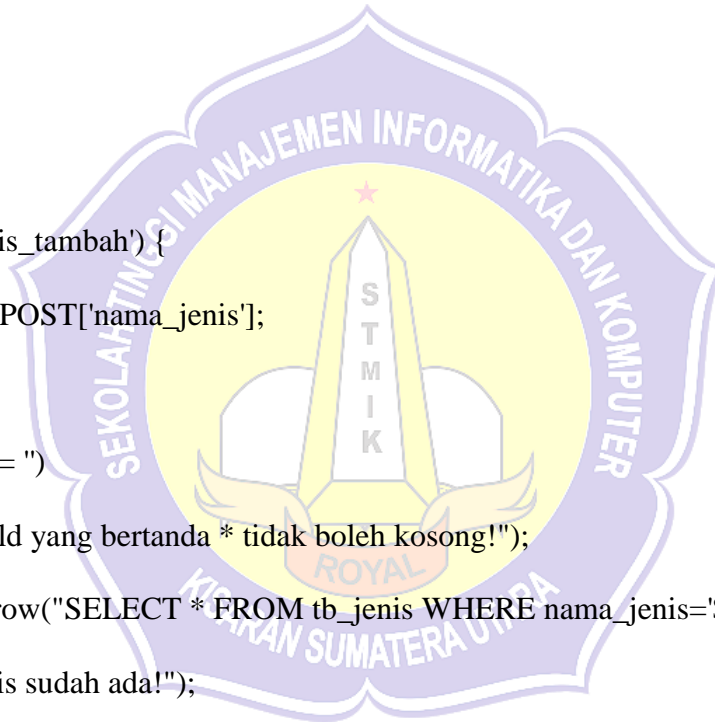 SEKOLAH TINGGI MANAJEMEN INFORMATIKA DAN KOMPUTER
is_tambah') {
POST['nama_jenis'];
S
T
M
I
K
= '')
ld yang bertanda * tidak boleh kosong!");
ROYAL
row("SELECT * FROM tb_jenis WHERE nama_jenis='
KISARAN SUMATERA UTARA
is sudah ada!");